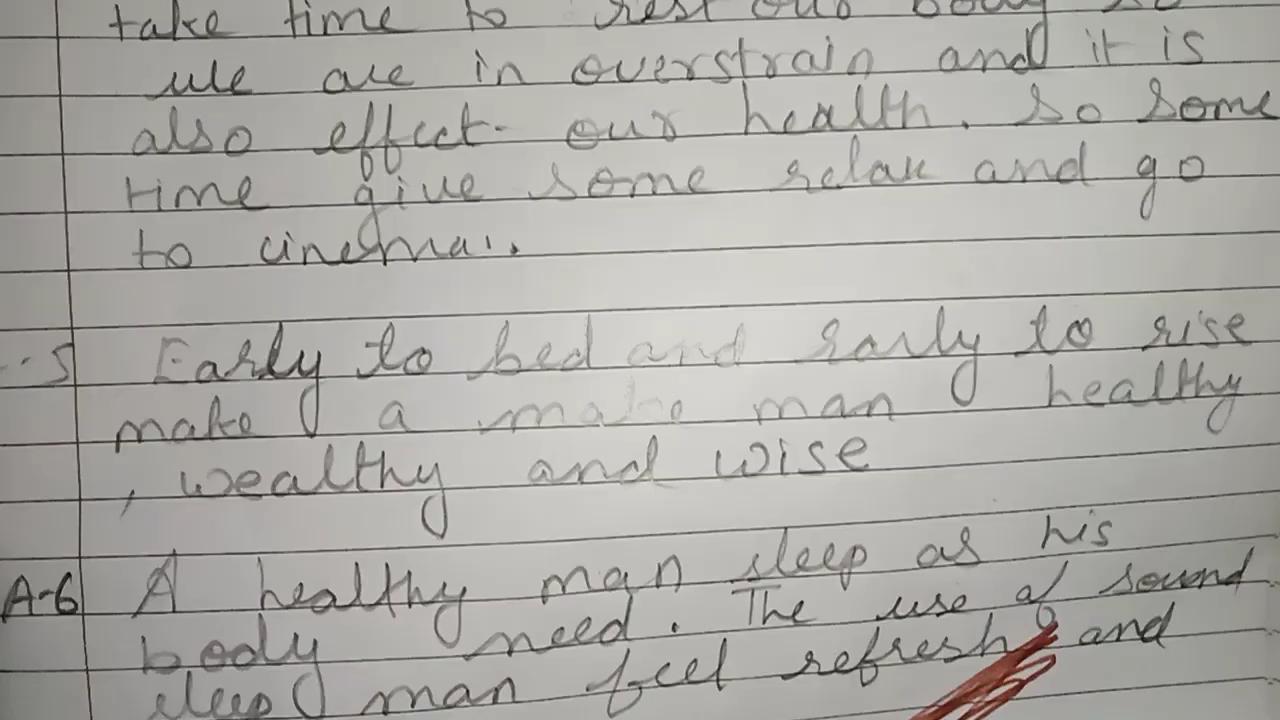 take time to rest our body so
we are in overstrain and it is
also effect our health. So some
time give some relax and go
to cinema.
-5 Early to bed and early to rise
make a make man healthy
, wealthy and wise
A-6 A healthy man sleep as his
body need. The use of sound
sleep man feel refresh and